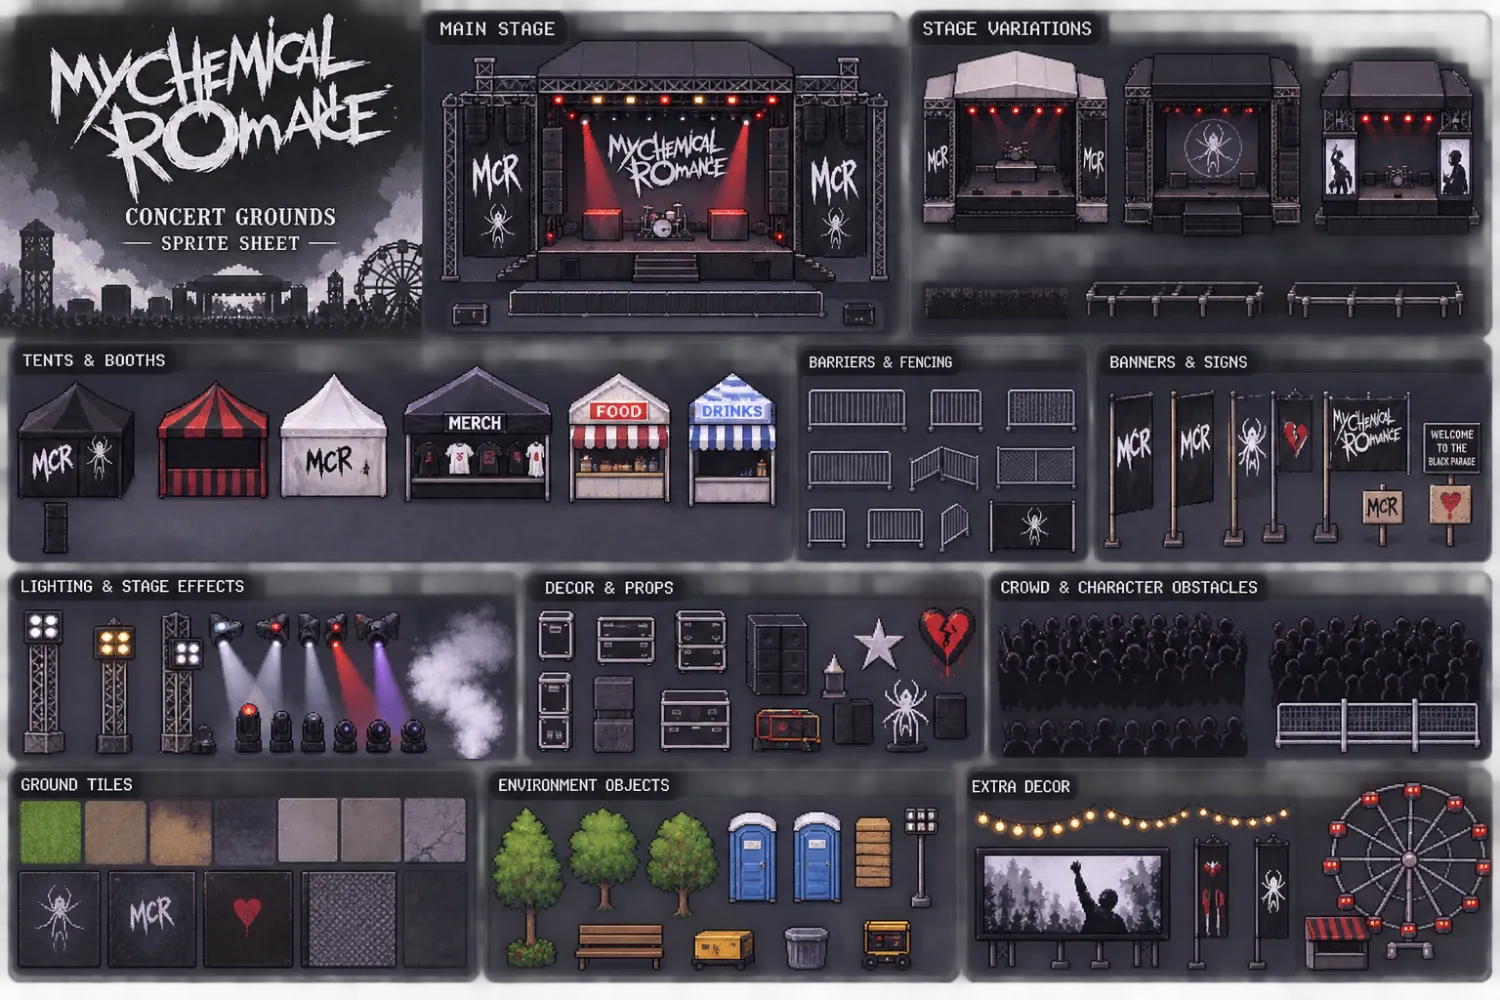 MY CHEMICAL
ROMANCE
CONCERT GROUNDS
SPRITE SHEET
MAIN STAGE
MCR
MY CHEMICAL
ROMANCE
MCR
STAGE VARIATIONS
MCR
MCR
TENTS & BOOTHS
MCR
MCR
MERCH
FOOD
DRINKS
BARRIERS & FENCING
BANNERS & SIGNS
MCR
MCR
MY CHEMICAL
ROMANCE
WELCOME
TO THE
BLACK PARADE
MCR
LIGHTING & STAGE EFFECTS
DECOR & PROPS
CROWD & CHARACTER OBSTACLES
GROUND TILES
MCR
ENVIRONMENT OBJECTS
EXTRA DECOR